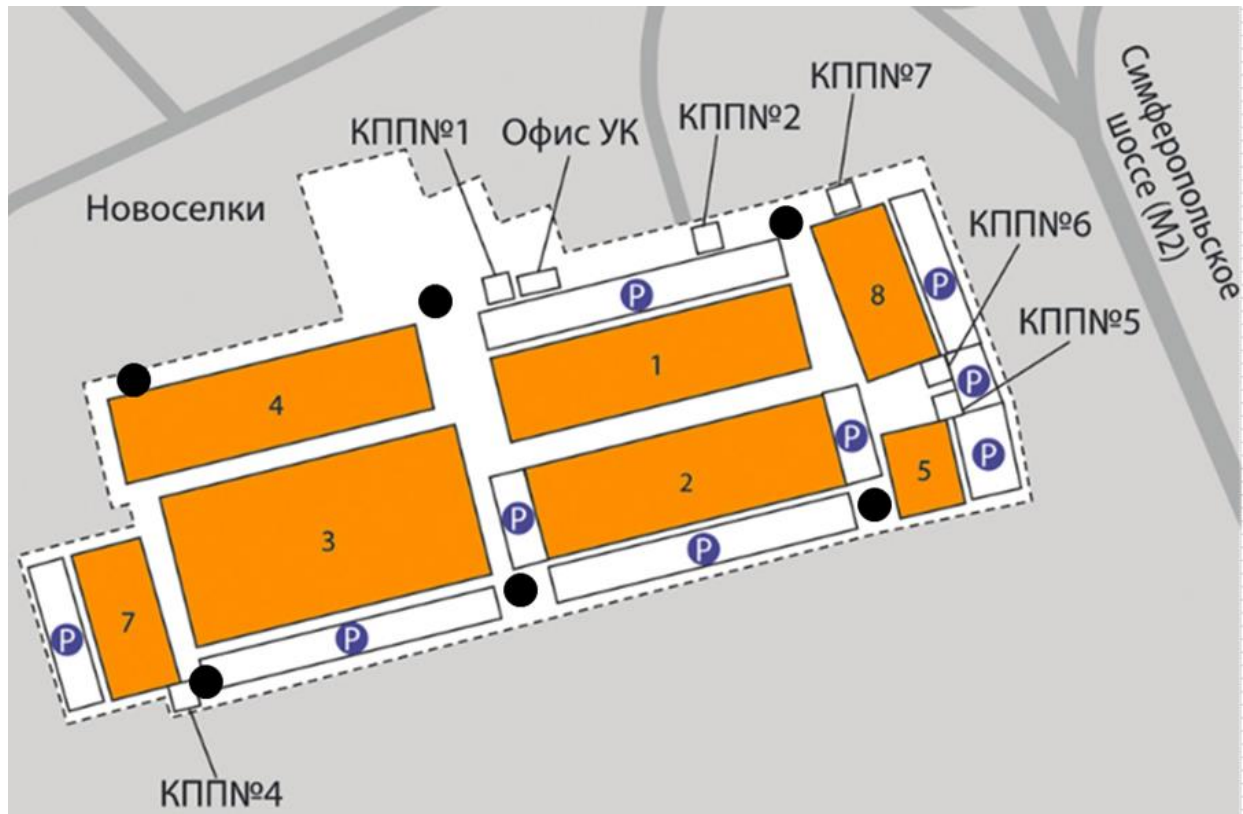 КПП№7
КПП№1
Офис УК
КПП№2
Симферопольское
шоссе (М2)
Новоселки
КПП№6
P
8
P
КПП№5
1
P
4
P
2
P
5
P
3
P
P
7
P
P
КПП№4